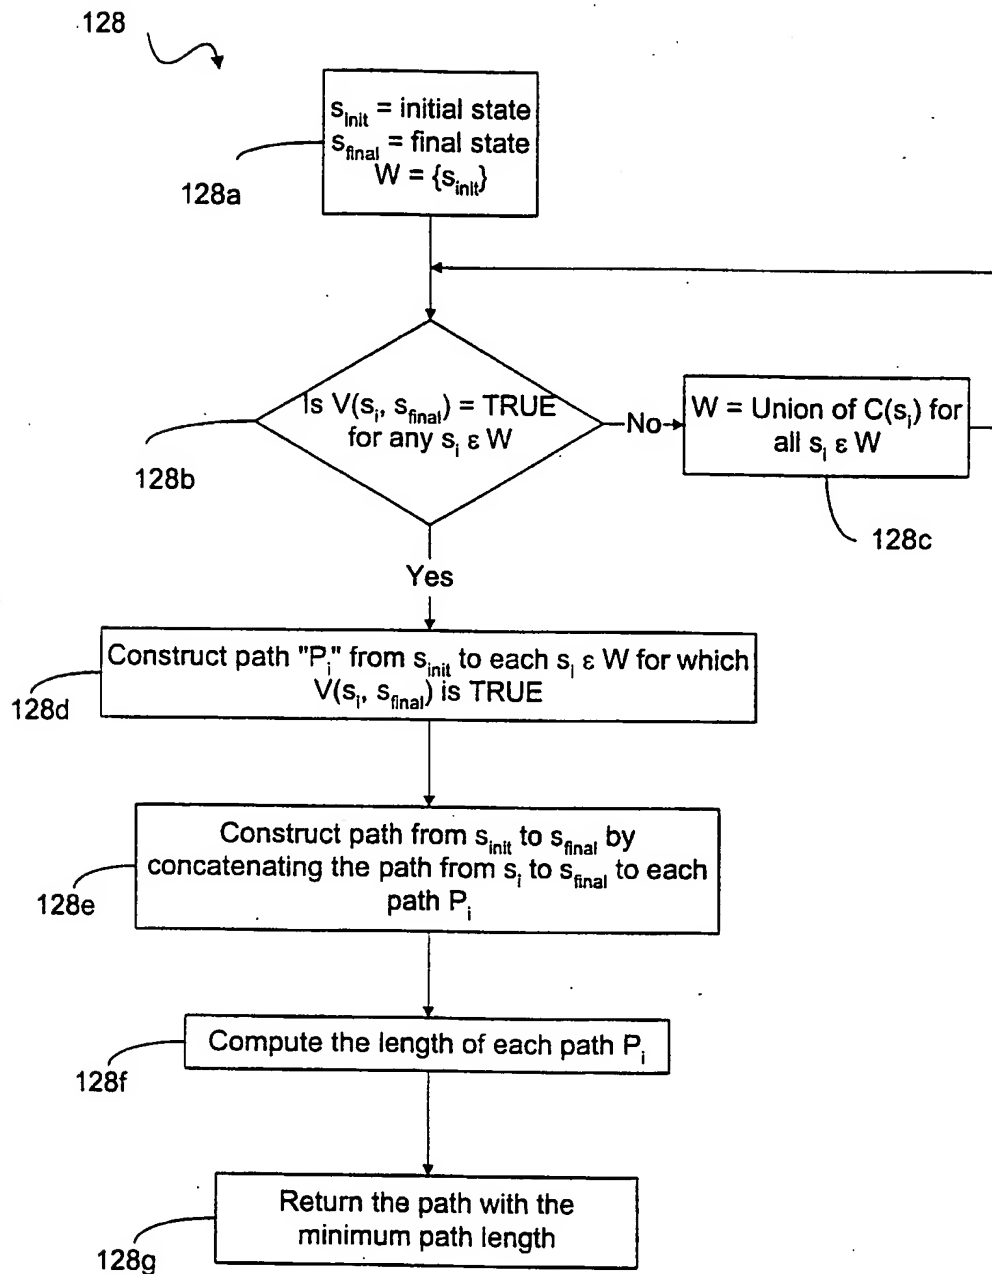 128
s_init = initial state
s_final = final state
W = {s_init}
128a
Is V(s_i, s_final) = TRUE
for any s_i ε W
128b
No
W = Union of C(s_i) for
all s_i ε W
128c
Yes
Construct path "P_i" from s_init to each s_i ε W for which
V(s_i, s_final) is TRUE
128d
Construct path from s_init to s_final by
concatenating the path from s_i to s_final to each
path P_i
128e
Compute the length of each path P_i
128f
Return the path with the
minimum path length
128g